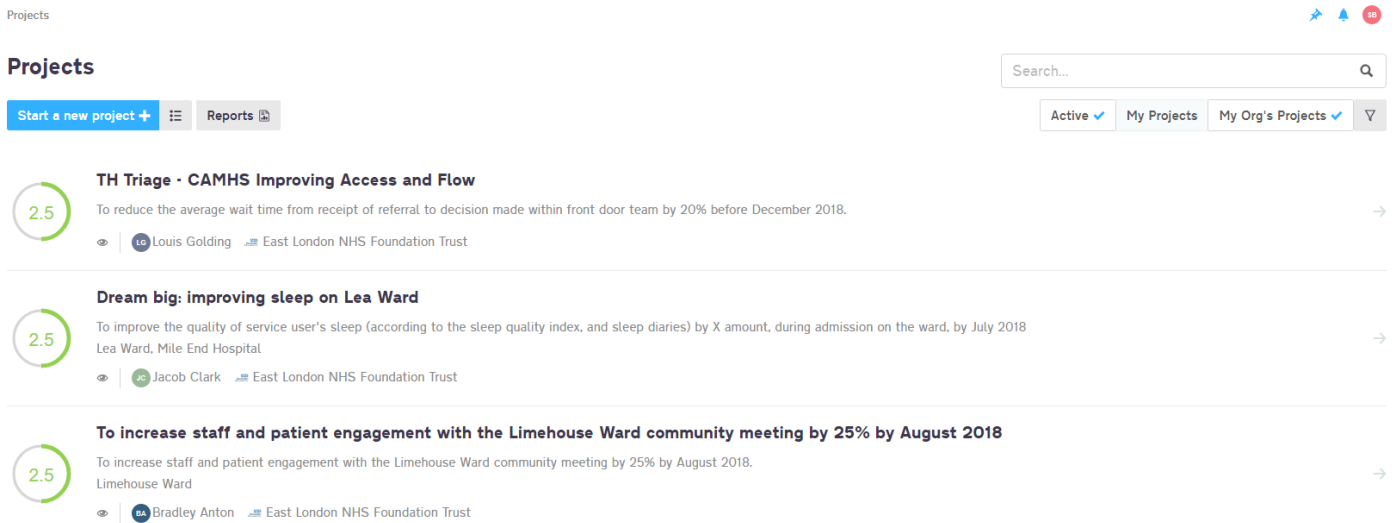 Projects
SB
Projects
Search...
Start a new project
Reports
Active
My Projects
My Org's Projects
TH Triage - CAMHS Improving Access and Flow
2.5
To reduce the average wait time from receipt of referral to decision made within front door team by 20% before December 2018.
LG Louis Golding East London NHS Foundation Trust
Dream big: improving sleep on Lea Ward
2.5
To improve the quality of service user's sleep (according to the sleep quality index, and sleep diaries) by X amount, during admission on the ward, by July 2018
Lea Ward, Mile End Hospital
JC Jacob Clark East London NHS Foundation Trust
To increase staff and patient engagement with the Limehouse Ward community meeting by 25% by August 2018
2.5
To increase staff and patient engagement with the Limehouse Ward community meeting by 25% by August 2018.
Limehouse Ward
BA Bradley Anton East London NHS Foundation Trust